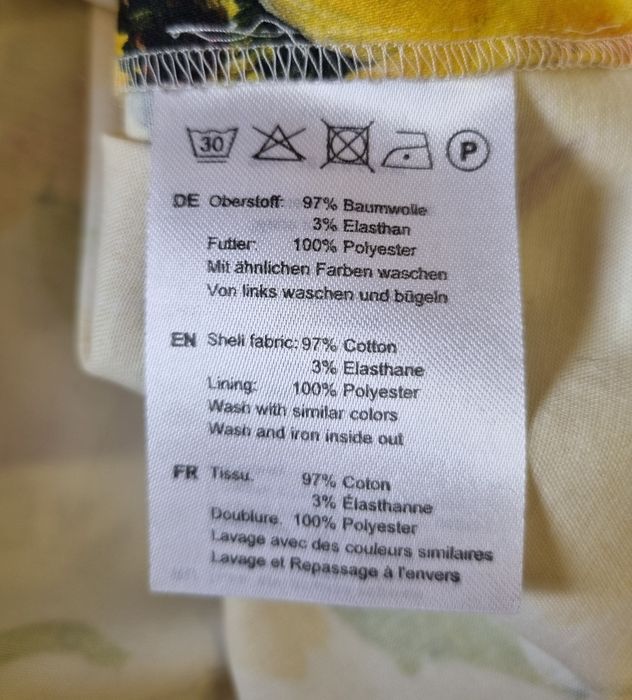 30 P
DE Oberstoff: 97% Baumwolle
3% Elasthan
Futter: 100% Polyester
Mit ähnlichen Farben waschen
Von links waschen und bügeln
EN Shell fabric: 97% Cotton
3% Elasthane
Lining: 100% Polyester
Wash with similar colors
Wash and iron inside out
FR Tissu. 97% Coton
3% Élasthanne
Doublure. 100% Polyester
Lavage avec des couleurs similaires
Lavage et Repassage à l'envers